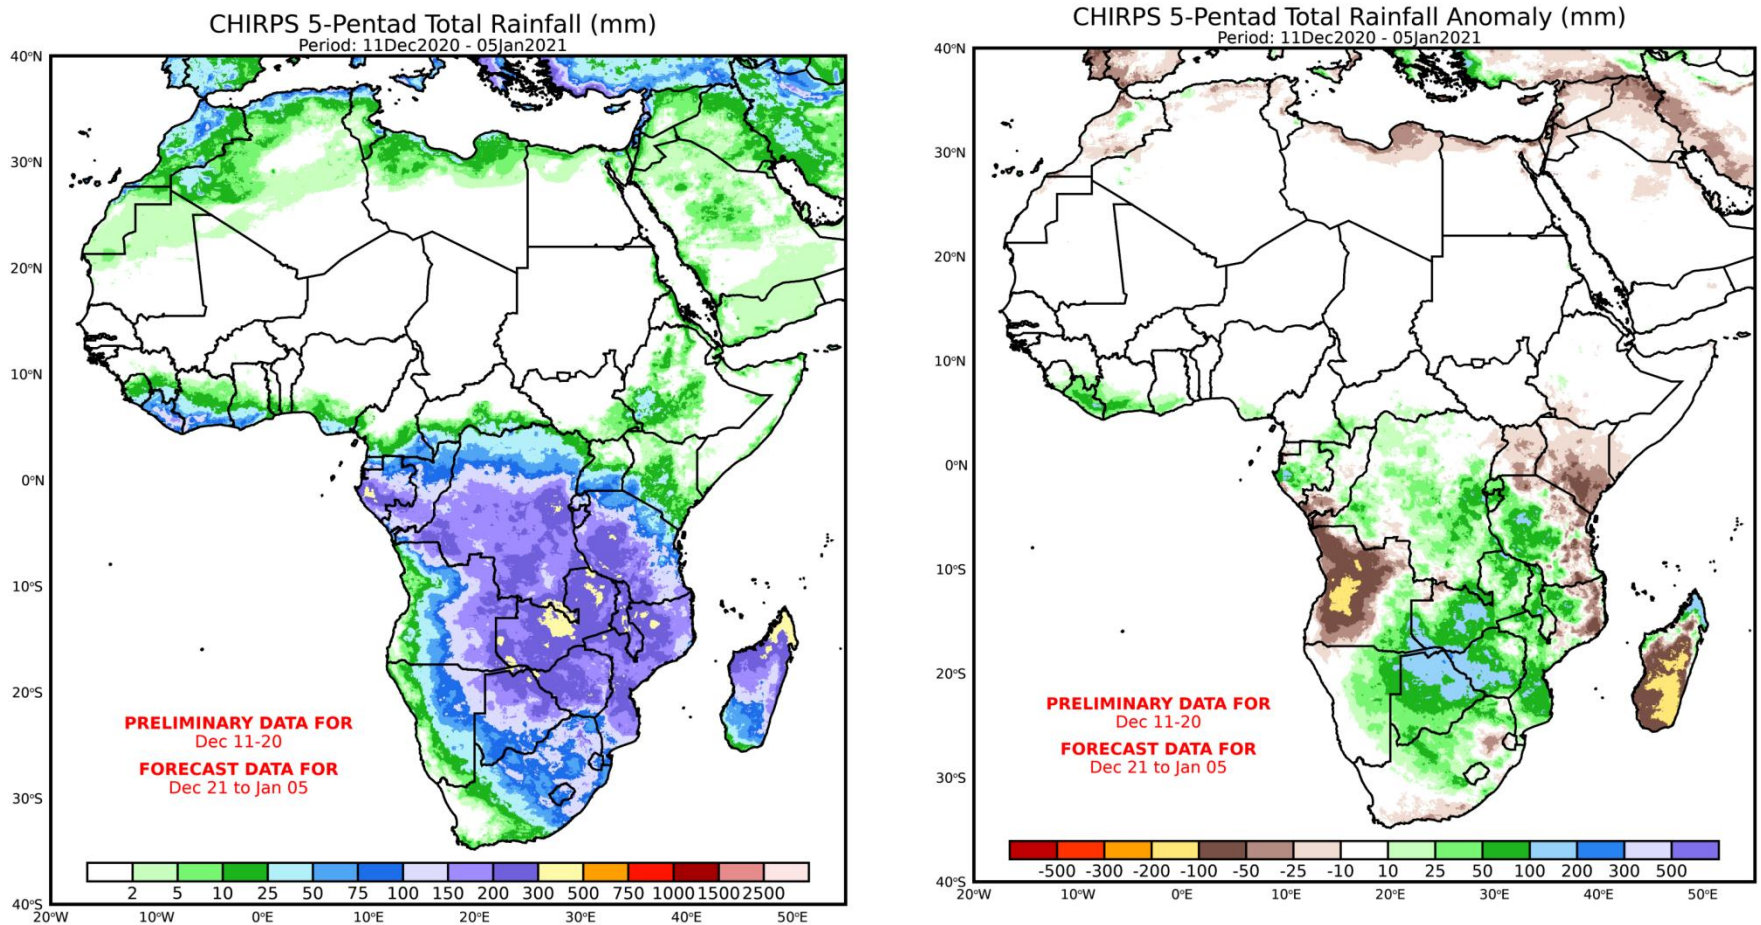 CHIRPS 5-Pentad Total Rainfall (mm)
Period: 11Dec2020 - 05Jan2021
40°N
30°N
20°N
10°N
0°N
10°S
20°S
30°S
40°S
PRELIMINARY DATA FOR
Dec 11-20
FORECAST DATA FOR
Dec 21 to Jan 05
2 5 10 25 50 75 100 150 200 300 500 750 1000 1500 2500
20°W 10°W 0°E 10°E 20°E 30°E 40°E 50°E
CHIRPS 5-Pentad Total Rainfall Anomaly (mm)
Period: 11Dec2020 - 05Jan2021
40°N
30°N
20°N
10°N
0°N
10°S
20°S
30°S
40°S
PRELIMINARY DATA FOR
Dec 11-20
FORECAST DATA FOR
Dec 21 to Jan 05
-500 -300 -200 -100 -50 -25 -10 10 25 50 100 200 300 500
20°W 10°W 0°E 10°E 20°E 30°E 40°E 50°E